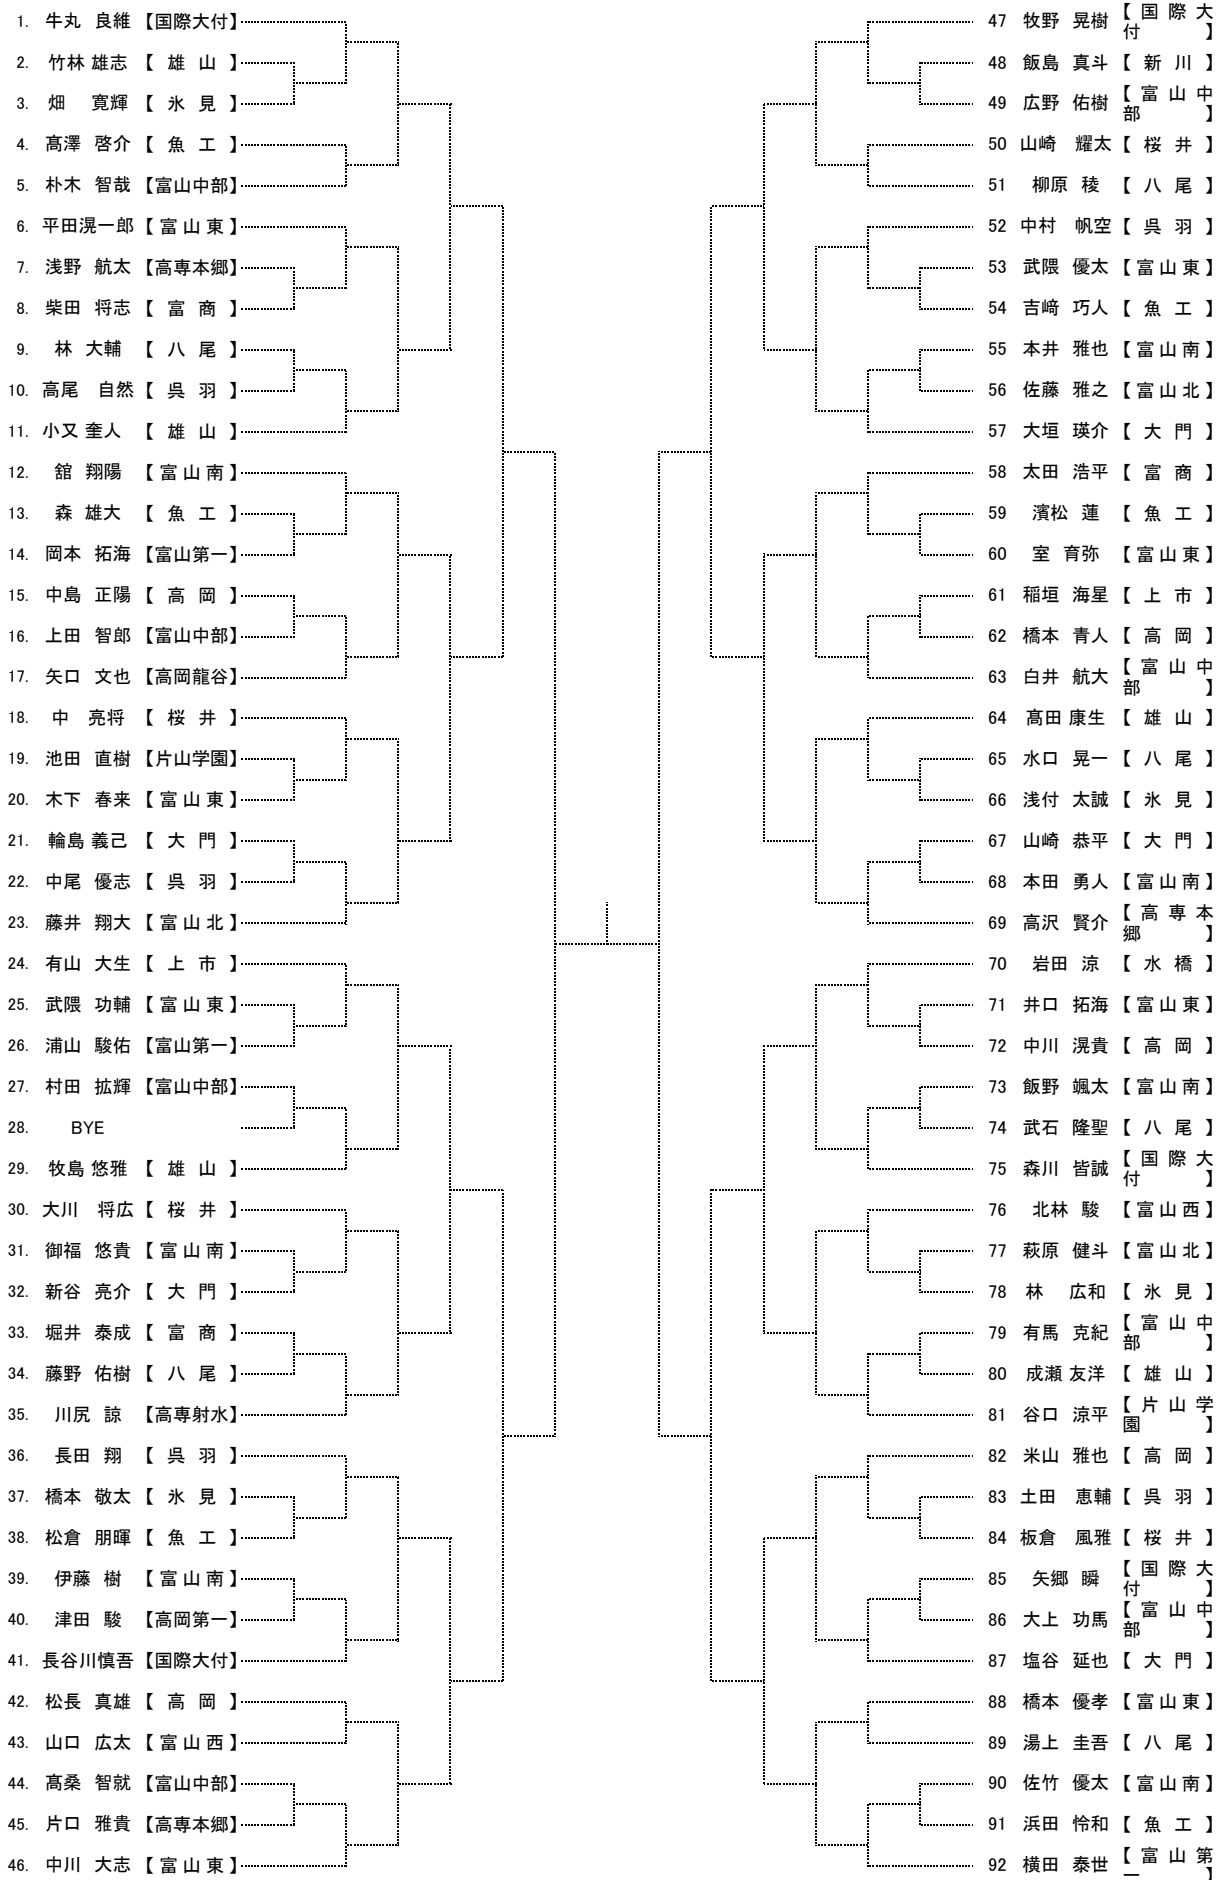 1. 牛丸 良維 【国際大付】
2. 竹林 雄志 【 雄 山 】
3. 畑 寛輝 【 氷 見 】
4. 髙澤 啓介 【 魚 工 】
5. 朴木 智哉 【富山中部】
6. 平田滉一郎 【 富 山 東 】
7. 浅野 航太 【高専本郷】
8. 柴田 将志 【 富 商 】
9. 林 大輔 【 八 尾 】
10. 高尾 自然 【 呉 羽 】
11. 小又 奎人 【 雄 山 】
12. 舘 翔陽 【 富 山 南 】
13. 森 雄大 【 魚 工 】
14. 岡本 拓海 【富山第一】
15. 中島 正陽 【 高 岡 】
16. 上田 智郎 【富山中部】
17. 矢口 文也 【高岡龍谷】
18. 中 亮将 【 桜 井 】
19. 池田 直樹 【片山学園】
20. 木下 春来 【 富 山 東 】
21. 輪島 義己 【 大 門 】
22. 中尾 優志 【 呉 羽 】
23. 藤井 翔大 【 富 山 北 】
24. 有山 大生 【 上 市 】
25. 武隈 功輔 【 富 山 東 】
26. 浦山 駿佑 【富山第一】
27. 村田 拡輝 【富山中部】
28. BYE
29. 牧島 悠雅 【 雄 山 】
30. 大川 将広 【 桜 井 】
31. 御福 悠貴 【 富 山 南 】
32. 新谷 亮介 【 大 門 】
33. 堀井 泰成 【 富 商 】
34. 藤野 佑樹 【 八 尾 】
35. 川尻 諒 【高専射水】
36. 長田 翔 【 呉 羽 】
37. 橋本 敬太 【 氷 見 】
38. 松倉 朋暉 【 魚 工 】
39. 伊藤 樹 【 富 山 南 】
40. 津田 駿 【高岡第一】
41. 長谷川慎吾 【国際大付】
42. 松長 真雄 【 高 岡 】
43. 山口 広太 【 富 山 西 】
44. 髙桑 智就 【富山中部】
45. 片口 雅貴 【高専本郷】
46. 中川 大志 【 富 山 東 】
47 牧野 晃樹 【 国 際 大
付 】
48 飯島 真斗 【 新 川 】
49 広野 佑樹 【 富 山 中
部 】
50 山崎 耀太 【 桜 井 】
51 柳原 稜 【 八 尾 】
52 中村 帆空 【 呉 羽 】
53 武隈 優太 【 富 山 東 】
54 吉﨑 巧人 【 魚 工 】
55 本井 雅也 【 富 山 南 】
56 佐藤 雅之 【 富 山 北 】
57 大垣 瑛介 【 大 門 】
58 太田 浩平 【 富 商 】
59 濱松 蓮 【 魚 工 】
60 室 育弥 【 富 山 東 】
61 稲垣 海星 【 上 市 】
62 橋本 青人 【 高 岡 】
63 白井 航大 【 富 山 中
部 】
64 髙田 康生 【 雄 山 】
65 水口 晃一 【 八 尾 】
66 浅付 太誠 【 氷 見 】
67 山崎 恭平 【 大 門 】
68 本田 勇人 【 富 山 南 】
69 高沢 賢介 【 高 専 本
郷 】
70 岩田 涼 【 水 橋 】
71 井口 拓海 【 富 山 東 】
72 中川 滉貴 【 高 岡 】
73 飯野 颯太 【 富 山 南 】
74 武石 隆聖 【 八 尾 】
75 森川 皆誠 【 国 際 大
付 】
76 北林 駿 【 富 山 西 】
77 萩原 健斗 【 富 山 北 】
78 林 広和 【 氷 見 】
79 有馬 克紀 【 富 山 中
部 】
80 成瀬 友洋 【 雄 山 】
81 谷口 涼平 【 片 山 学
園 】
82 米山 雅也 【 高 岡 】
83 土田 恵輔 【 呉 羽 】
84 板倉 風雅 【 桜 井 】
85 矢郷 瞬 【 国 際 大
付 】
86 大上 功馬 【 富 山 中
部 】
87 塩谷 延也 【 大 門 】
88 橋本 優孝 【 富 山 東 】
89 湯上 圭吾 【 八 尾 】
90 佐竹 優太 【 富 山 南 】
91 浜田 怜和 【 魚 工 】
92 横田 泰世 【 富 山 第
一 】